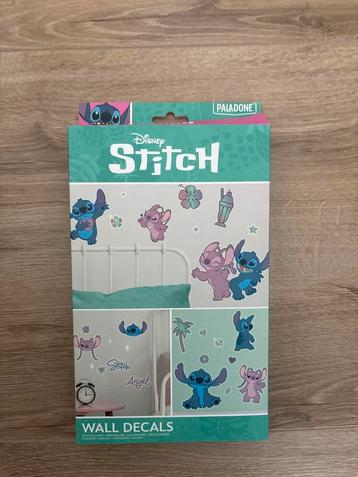 PALADONE
Disney
Stitch
Stitch
Angel
WALL DECALS